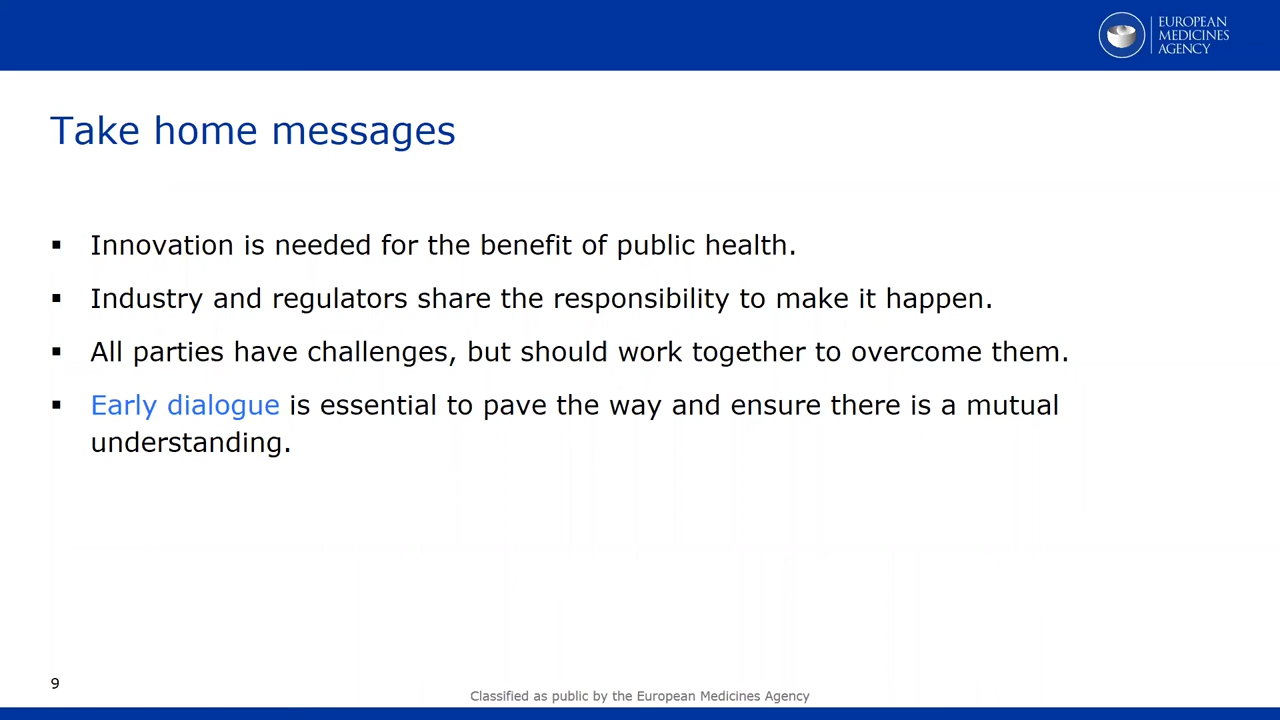 EUROPEAN
MEDICINES
AGENCY
Take home messages
▪ Innovation is needed for the benefit of public health.
▪ Industry and regulators share the responsibility to make it happen.
▪ All parties have challenges, but should work together to overcome them.
▪ Early dialogue is essential to pave the way and ensure there is a mutual
understanding.
9
Classified as public by the European Medicines Agency